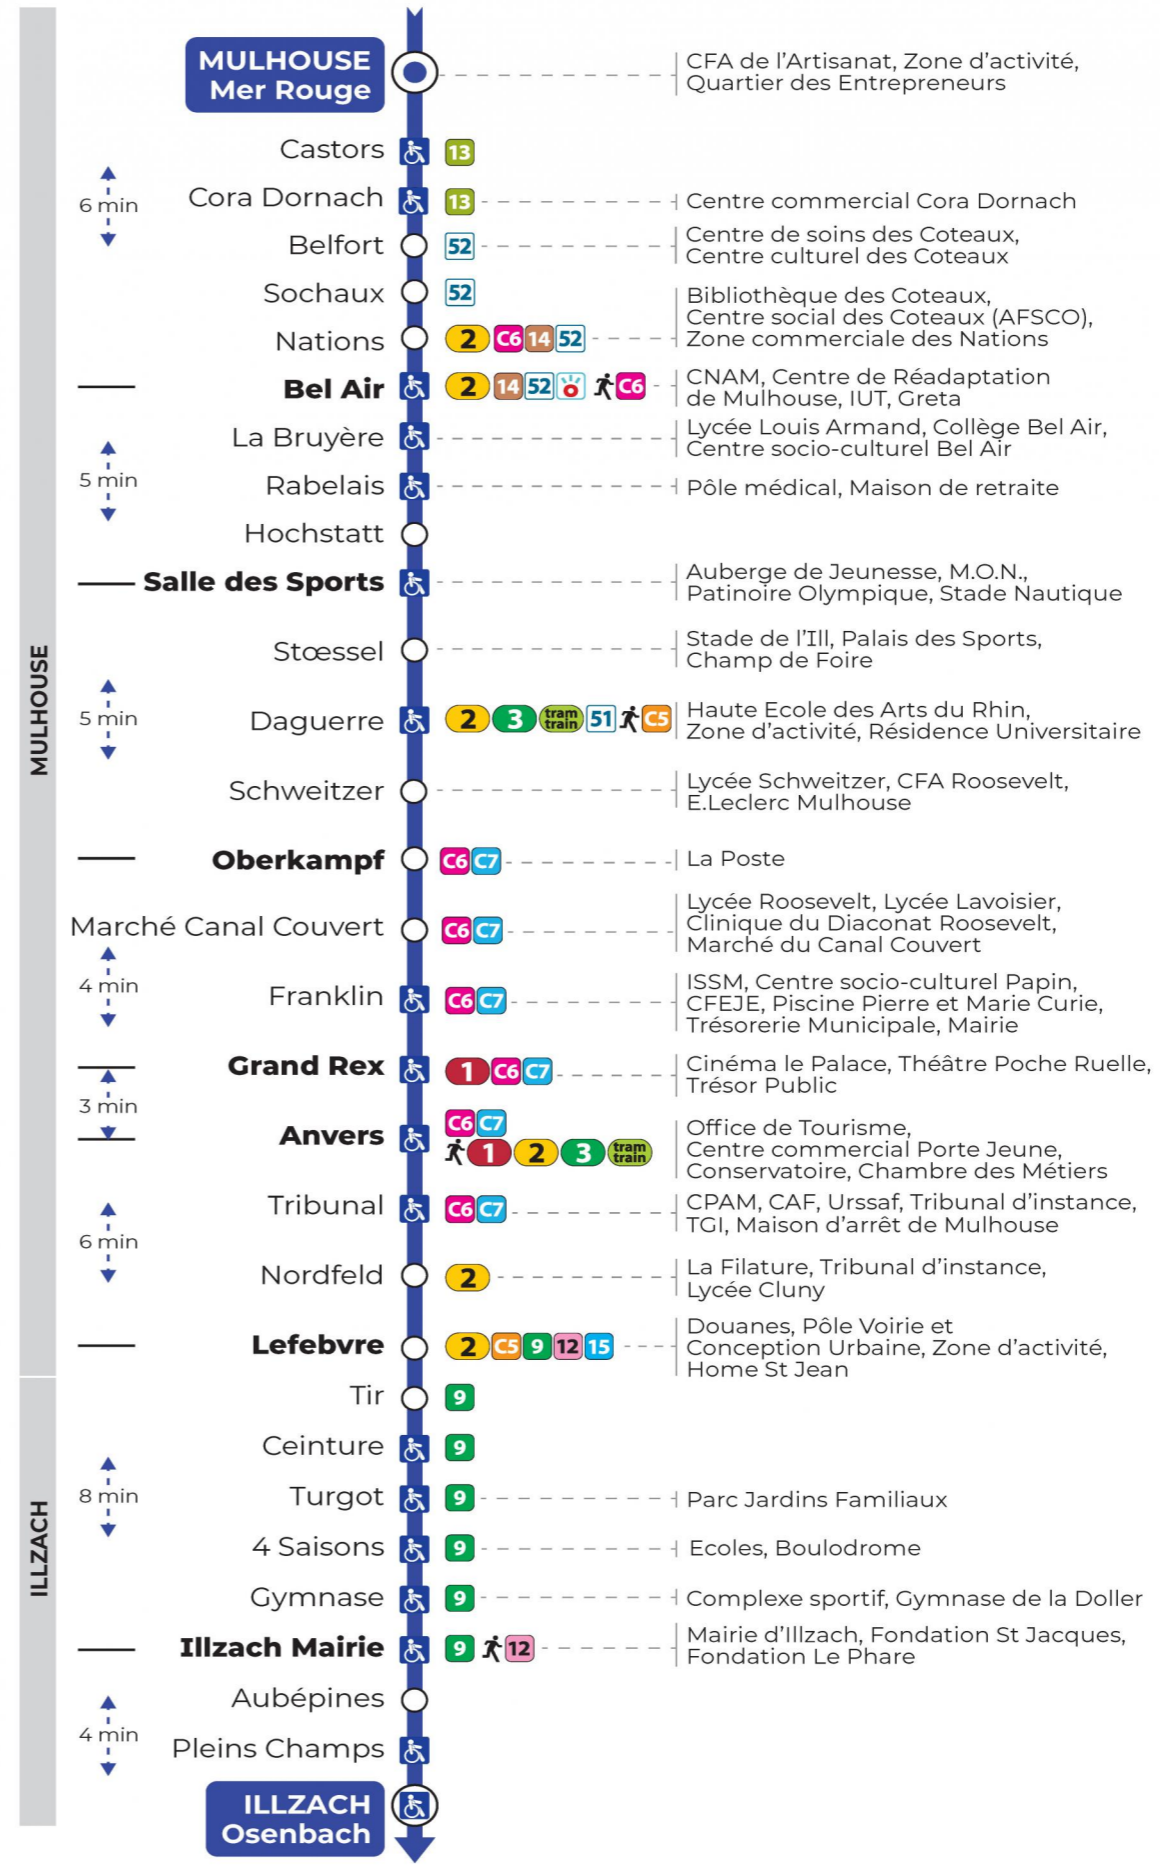 MULHOUSE
Mer Rouge
CFA de l'Artisanat, Zone d'activité,
Quartier des Entrepreneurs
Castors 13
6 min
Cora Dornach 13 Centre commercial Cora Dornach
Belfort 52
Centre de soins des Coteaux,
Centre culturel des Coteaux
Sochaux 52
Nations 2 C6 14 52
Bibliothèque des Coteaux,
Centre social des Coteaux (AFSCO),
Zone commerciale des Nations
Bel Air 2 14 52 C6
CNAM, Centre de Réadaptation
de Mulhouse, IUT, Greta
La Bruyère
Lycée Louis Armand, Collège Bel Air,
Centre socio-culturel Bel Air
5 min
Rabelais Pôle médical, Maison de retraite
Hochstatt
Salle des Sports
Auberge de Jeunesse, M.O.N.,
Patinoire Olympique, Stade Nautique
MULHOUSE
Stœssel
Stade de l'Ill, Palais des Sports,
Champ de Foire
5 min
Daguerre 2 3 tram train 51 C5
Haute Ecole des Arts du Rhin,
Zone d'activité, Résidence Universitaire
Schweitzer
Lycée Schweitzer, CFA Roosevelt,
E.Leclerc Mulhouse
Oberkampf C6 C7 La Poste
Marché Canal Couvert C6 C7
Lycée Roosevelt, Lycée Lavoisier,
Clinique du Diaconat Roosevelt,
Marché du Canal Couvert
4 min
Franklin C6 C7
ISSM, Centre socio-culturel Papin,
CFEJE, Piscine Pierre et Marie Curie,
Trésorerie Municipale, Mairie
Grand Rex 1 C6 C7
Cinéma le Palace, Théâtre Poche Ruelle,
Trésor Public
3 min
Anvers C6 C7
1 2 3 tram train
Office de Tourisme,
Centre commercial Porte Jeune,
Conservatoire, Chambre des Métiers
Tribunal C6 C7
CPAM, CAF, Urssaf, Tribunal d'instance,
TGI, Maison d'arrêt de Mulhouse
6 min
Nordfeld 2
La Filature, Tribunal d'instance,
Lycée Cluny
Lefebvre 2 C5 9 12 15
Douanes, Pôle Voirie et
Conception Urbaine, Zone d'activité,
Home St Jean
Tir 9
Ceinture 9
8 min
Turgot 9 Parc Jardins Familiaux
ILLZACH
4 Saisons 9 Ecoles, Boulodrome
Gymnase 9 Complexe sportif, Gymnase de la Doller
Illzach Mairie 9 12
Mairie d'Illzach, Fondation St Jacques,
Fondation Le Phare
Aubépines
4 min
Pleins Champs
ILLZACH
Osenbach